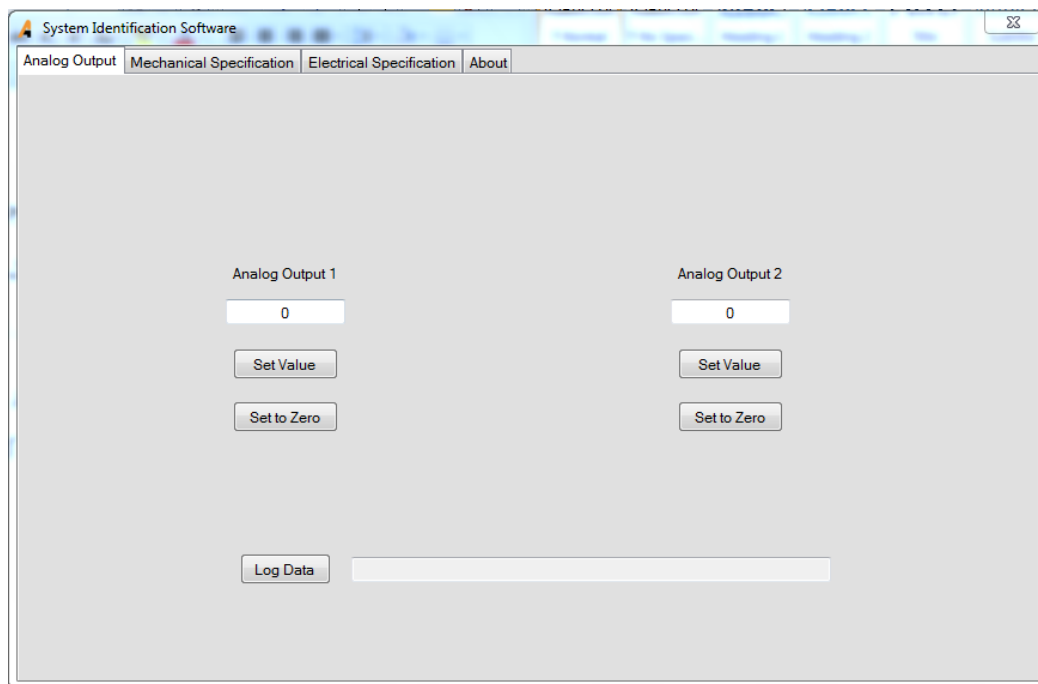 System Identification Software
Analog Output Mechanical Specification Electrical Specification About
Analog Output 1 Analog Output 2
0 0
Set Value Set Value
Set to Zero Set to Zero
Log Data